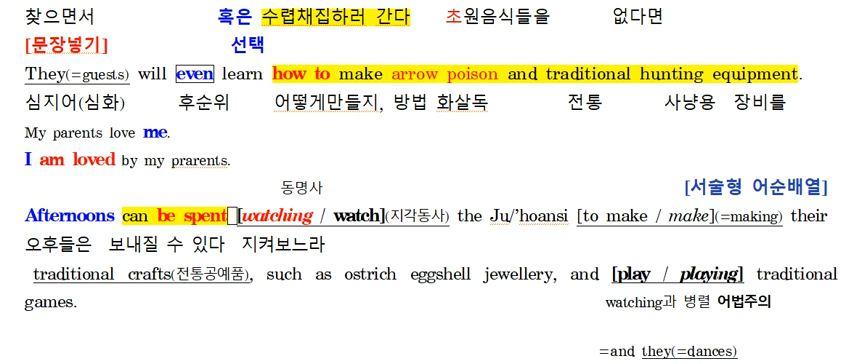 찾으면서 혹은 수렵채집하러 간다 초원음식들을 없다면
[문장넣기] 선택
They(=guests) will even learn how to make arrow poison and traditional hunting equipment.
심지어(심화) 후순위 어떻게만들지, 방법 화살독 전통 사냥용 장비를
My parents love me.
I am loved by my prarents.
동명사 [서술형 어순배열]
Afternoons can be spent [watching / watch](지각동사) the Ju/'hoansi [to make / make](=making) their
오후들은 보내질 수 있다 지켜보느라
traditional crafts(전통공예품), such as ostrich eggshell jewellery, and [play / playing] traditional
games. watching과 병렬 어법주의
=and they(=dances)